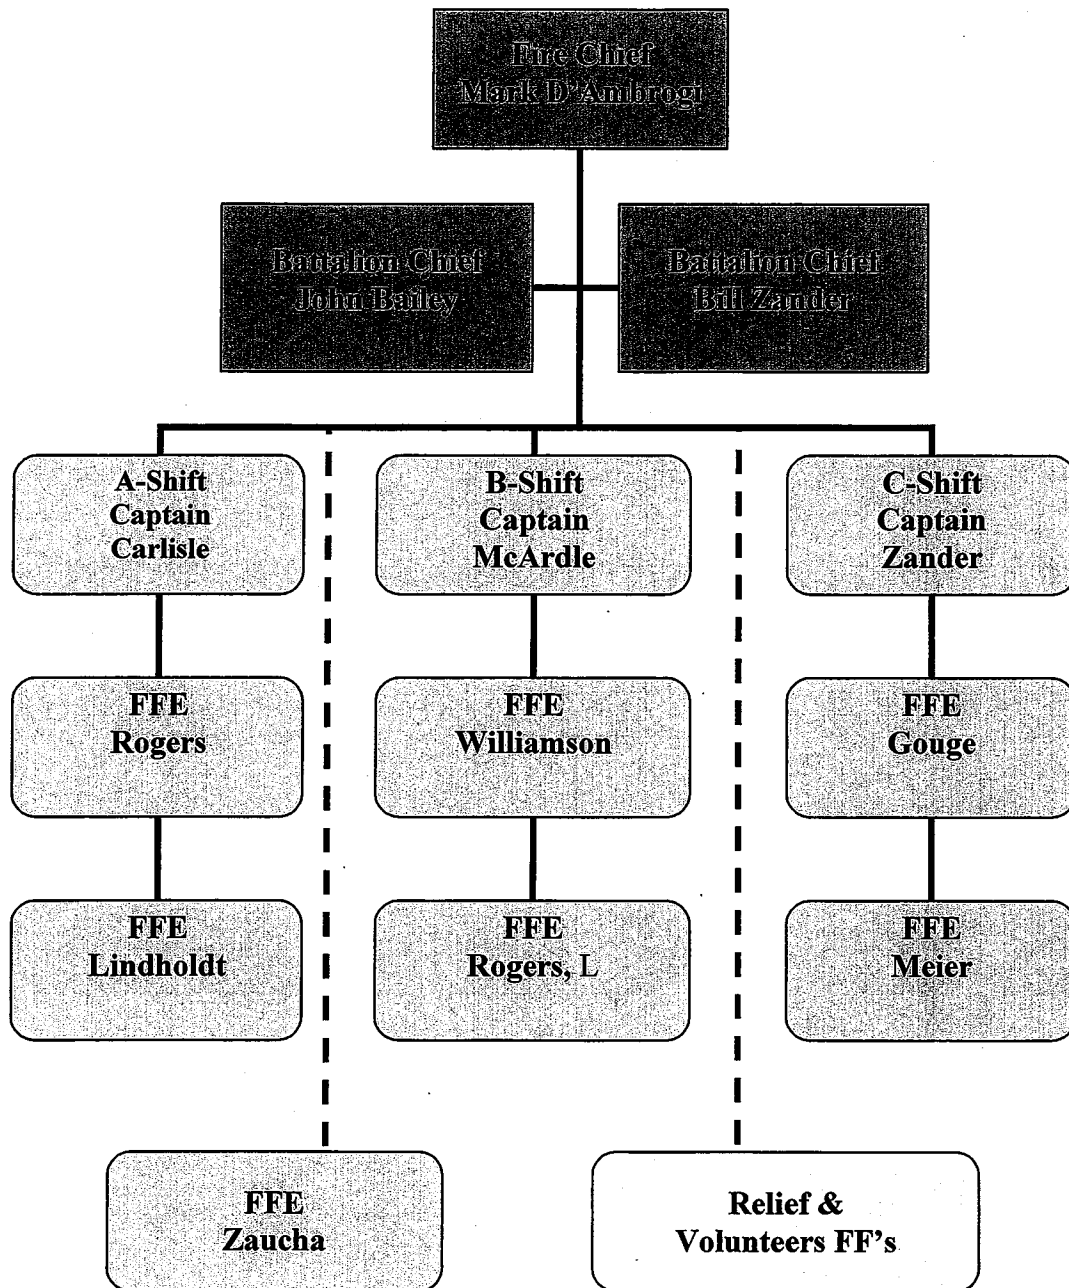 Fire Chief
Mark D'Ambrogi
Battalion Chief
John Bailey
Battalion Chief
Bill Zander
A-Shift
Captain
Carlisle
B-Shift
Captain
McArdle
C-Shift
Captain
Zander
FFE
Rogers
FFE
Williamson
FFE
Gouge
FFE
Lindholdt
FFE
Rogers, L
FFE
Meier
FFE
Zaucha
Relief &
Volunteers FF's